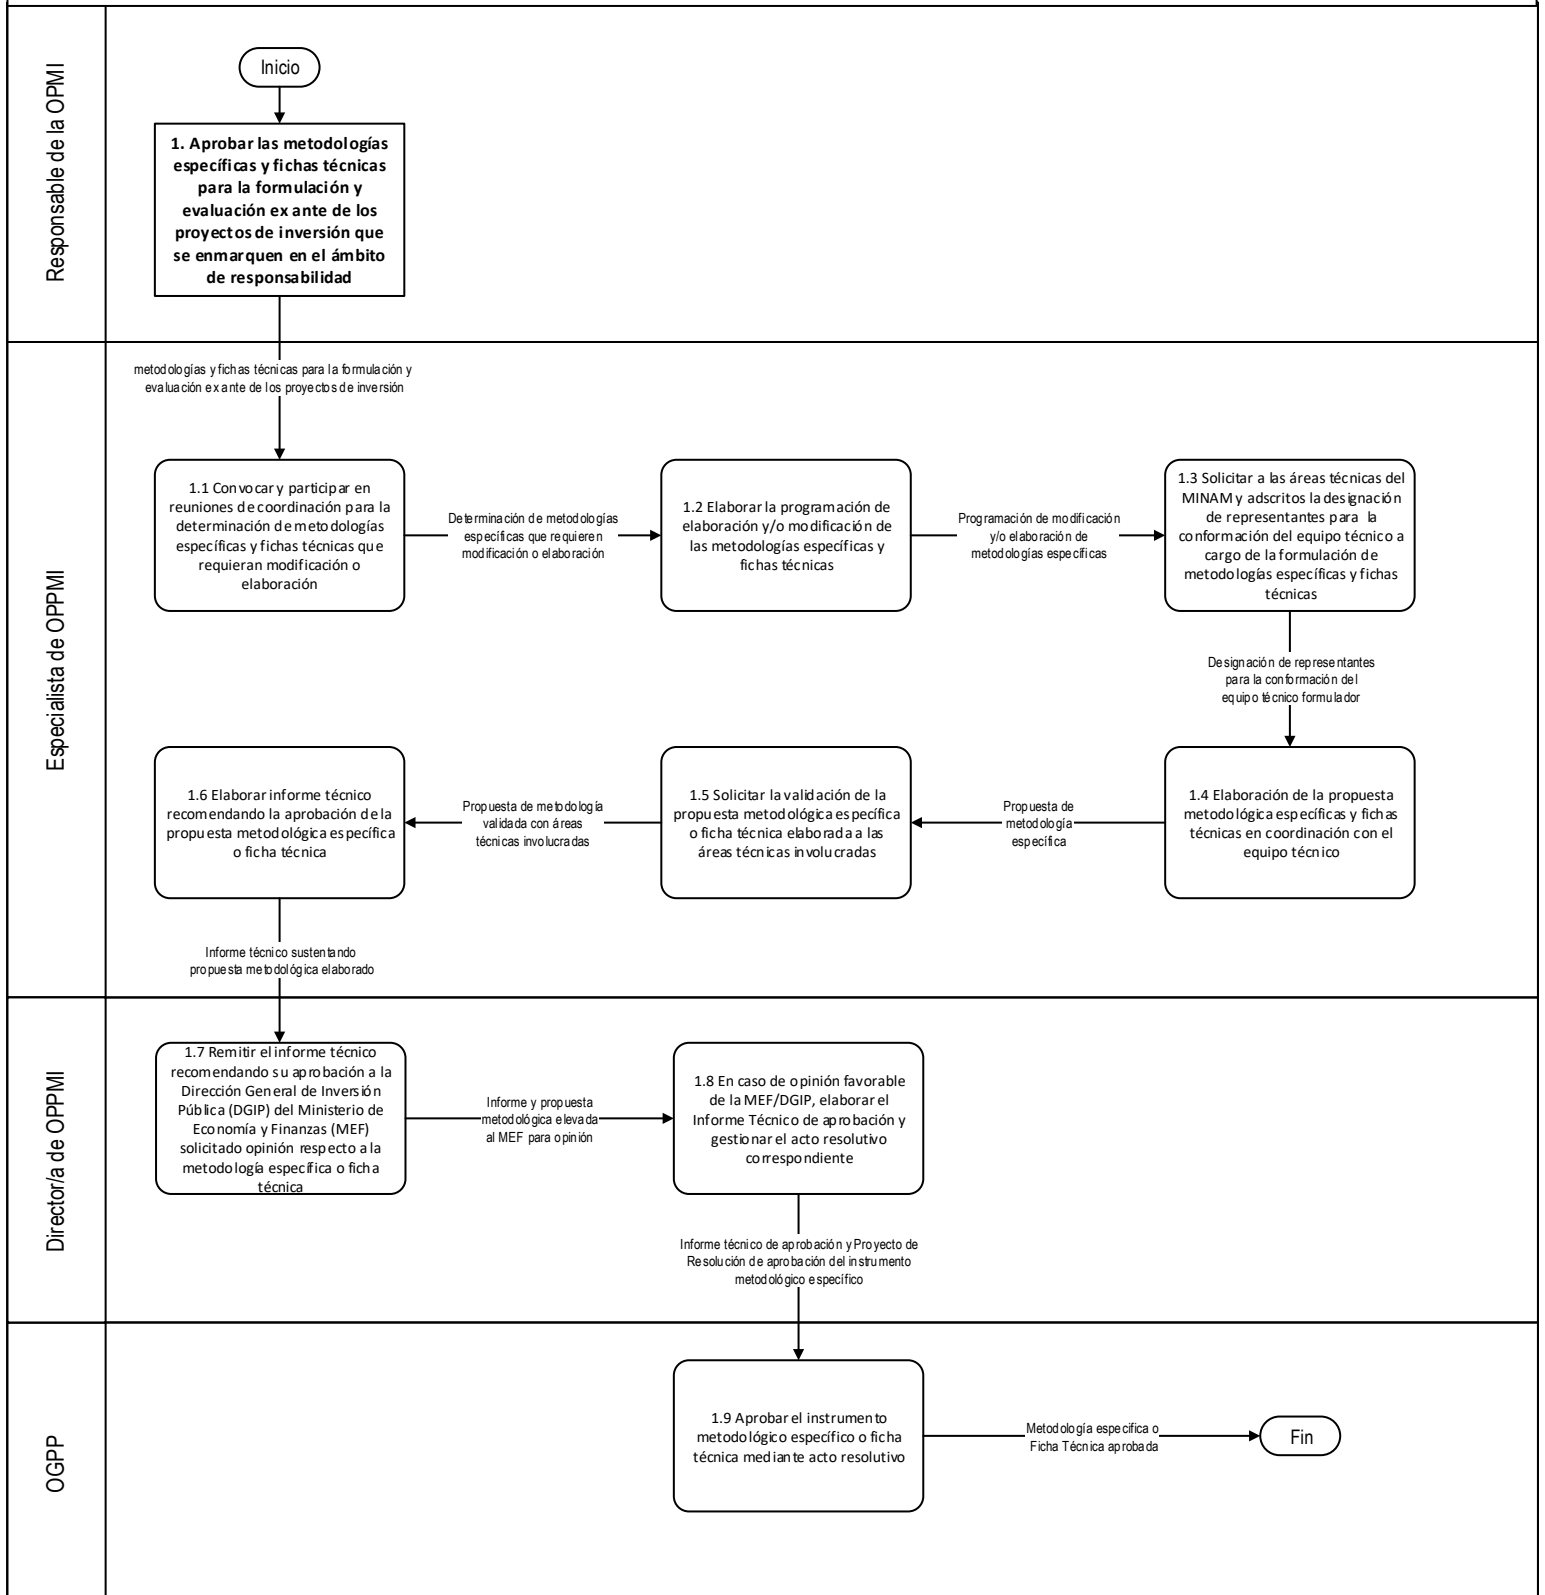 Responsable de la OPMI
Inicio
1. Aprobar las metodologías
específicas y fichas técnicas
para la formulación y
evaluación ex ante de los
proyectos de inversión que
se enmarquen en el ámbito
de responsabilidad
Especialista de OPPMI
metodologías y fichas técnicas para la formulación y
evaluación ex ante de los proyectos de inversión
1.1 Convocar y participar en
reuniones de coordinación para la
determinación de metodologías
específicas y fichas técnicas que
requieran modificación o
elaboración
Determinación de metodologías
específicas que requieren
modificación o elaboración
1.2 Elaborar la programación de
elaboración y/o modificación de
las metodologías específicas y
fichas técnicas
Programación de modificación
y/o elaboración de
metodologías específicas
1.3 Solicitar a las áreas técnicas del
MINAM y adscritos la designación
de representantes para la
conformación del equipo técnico a
cargo de la formulación de
metodologías específicas y fichas
técnicas
Designación de representantes
para la conformación del
equipo técnico formulador
1.4 Elaboración de la propuesta
metodológica específicas y fichas
técnicas en coordinación con el
equipo técnico
Propuesta de
metodología
específica
1.5 Solicitar la validación de la
propuesta metodológica específica
o ficha técnica elaborada a las
áreas técnicas involucradas
Propuesta de metodología
validada con áreas
técnicas involucradas
1.6 Elaborar informe técnico
recomendando la aprobación de la
propuesta metodológica específica
o ficha técnica
Informe técnico sustentando
propuesta metodológica elaborado
Director/a de OPPMI
1.7 Remitir el informe técnico
recomendando su aprobación a la
Dirección General de Inversión
Pública (DGIP) del Ministerio de
Economía y Finanzas (MEF)
solicitado opinión respecto a la
metodología específica o ficha
técnica
Informe y propuesta
metodológica elevada
al MEF para opinión
1.8 En caso de opinión favorable
de la MEF/DGIP, elaborar el
Informe Técnico de aprobación y
gestionar el acto resolutivo
correspondiente
Informe técnico de aprobación y Proyecto de
Resolución de aprobación del instrumento
metodológico específico
OGPP
1.9 Aprobar el instrumento
metodológico específico o ficha
técnica mediante acto resolutivo
Metodología especifica o
Ficha Técnica aprobada
Fin